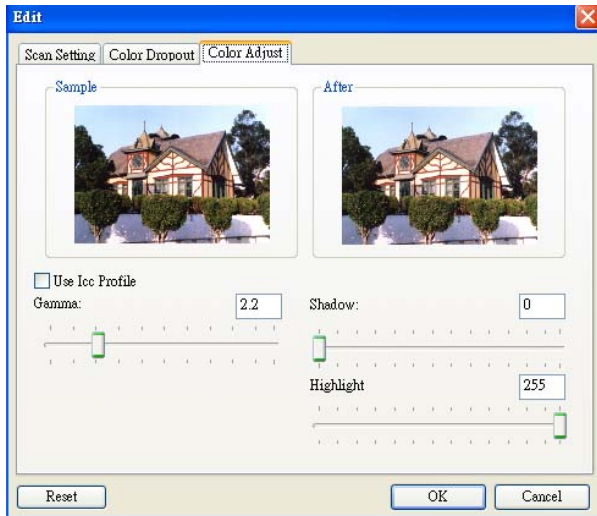 Edit
Scan Setting Color Dropout Color Adjust
Sample After
Use Icc Profile
Gamma: 2.2 Shadow: 0
Highlight 255
Reset OK Cancel